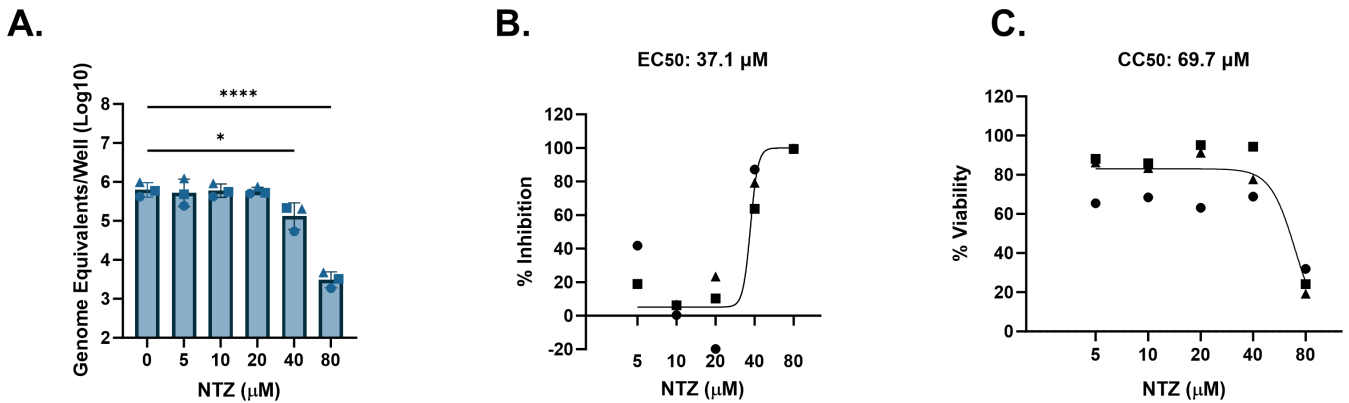 A.
Genome Equivalents/Well (Log10)
8
7
6
5
4
3
2
****
*
0 5 10 20 40 80
NTZ (μM)
B.
EC50: 37.1 μM
% Inhibition
120
100
80
60
40
20
0
-20
5 10 20 40 80
NTZ (μM)
C.
CC50: 69.7 μM
% Viability
120
100
80
60
40
20
0
5 10 20 40 80
NTZ (μM)